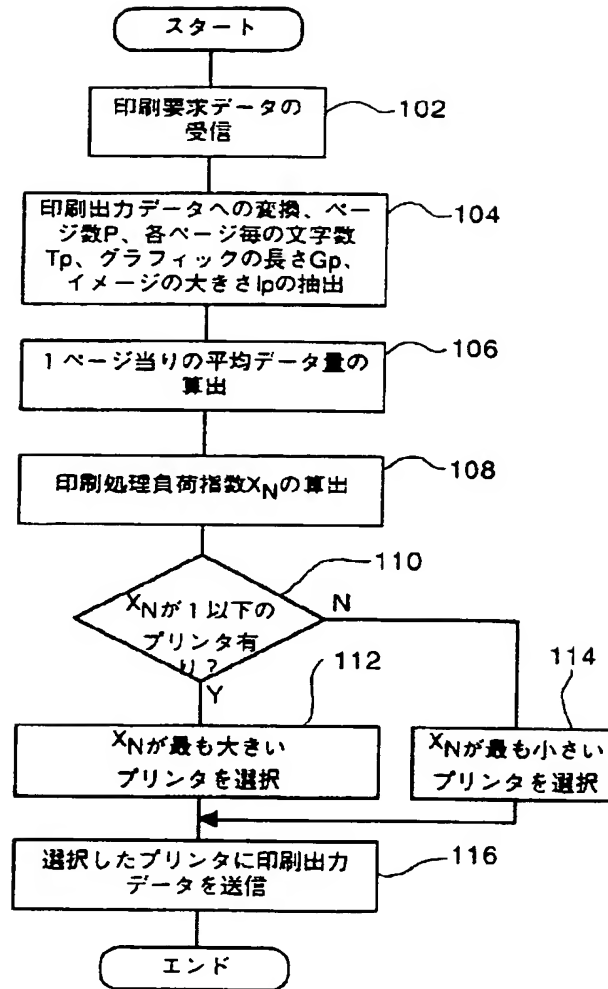 スタート
印刷要求データの
受信
102
印刷出力データへの変換、ペー
ジ数P、各ページ毎の文字数
Tp、グラフィックの長さGp、
イメージの大きさIpの抽出
104
1ページ当りの平均データ量の
算出
106
印刷処理負荷指数XNの算出
108
XNが1以下の
プリンタ有
り?
110
N
Y
XNが最も大きい
プリンタを選択
112
XNが最も小さい
プリンタを選択
114
選択したプリンタに印刷出力
データを送信
116
エンド